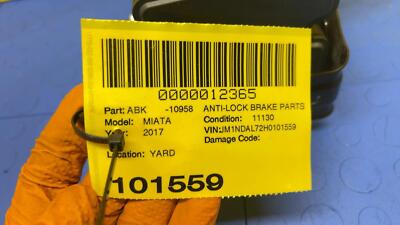 0000012365
Part: ABK -10958 ANTI-LOCK BRAKE PARTS
Model: MIATA Condition: 11130
Year: 2017 VIN:JM1NDAL72H0101559
Damage Code:
Location: YARD
101559